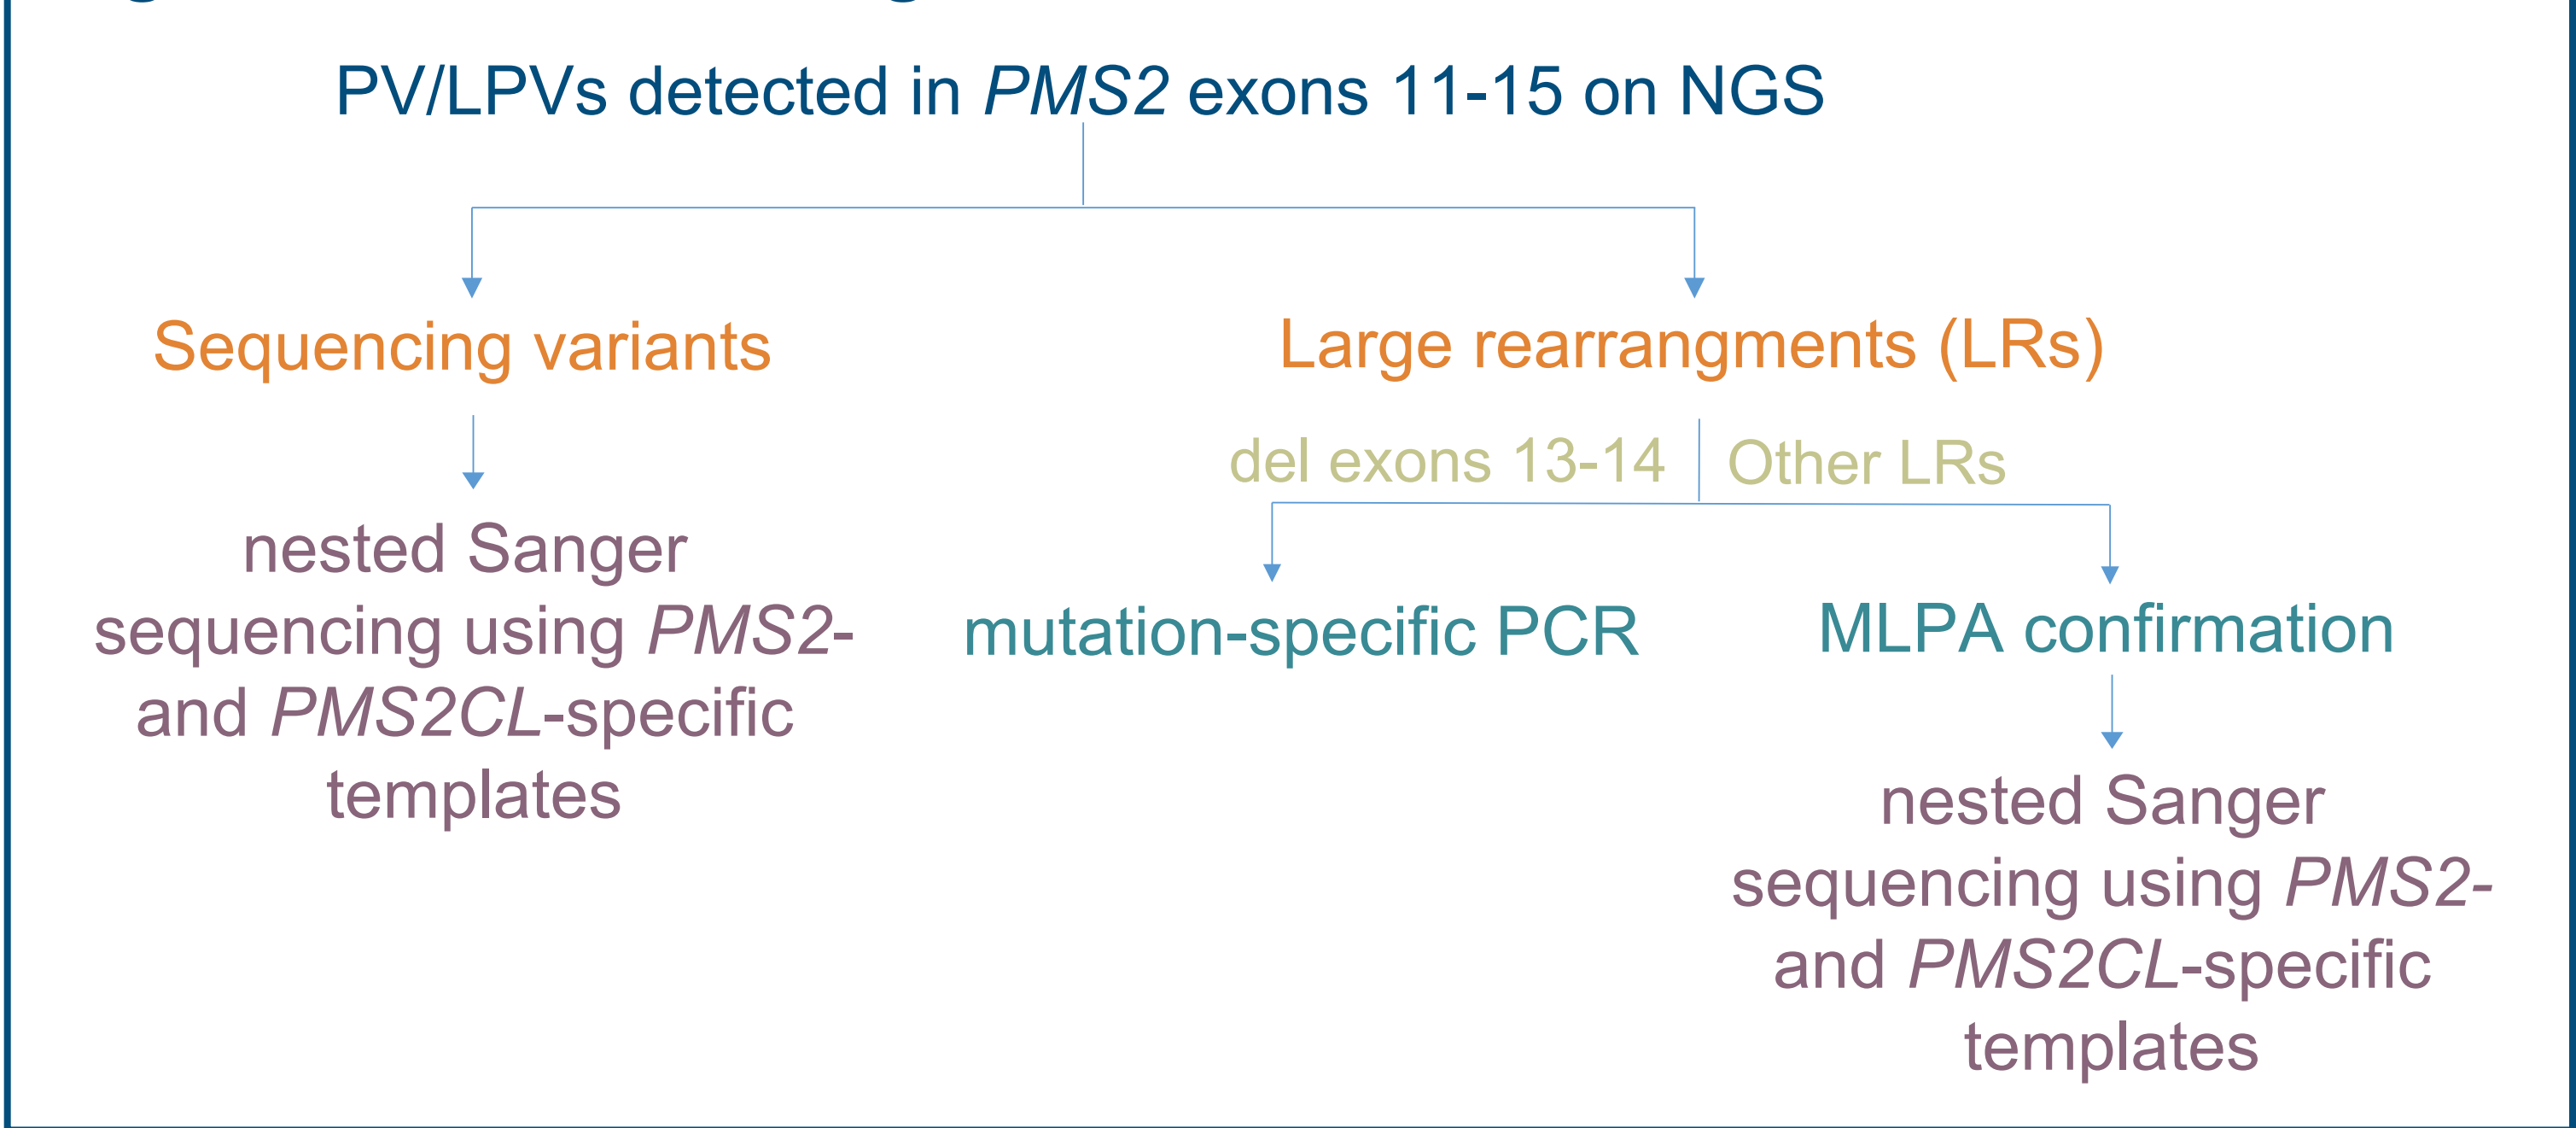 PV/LPVs detected in PMS2 exons 11-15 on NGS
Sequencing variants
Large rearrangments (LRs)
del exons 13-14
Other LRs
nested Sanger
sequencing using PMS2-
and PMS2CL-specific
templates
mutation-specific PCR
MLPA confirmation
nested Sanger
sequencing using PMS2-
and PMS2CL-specific
templates